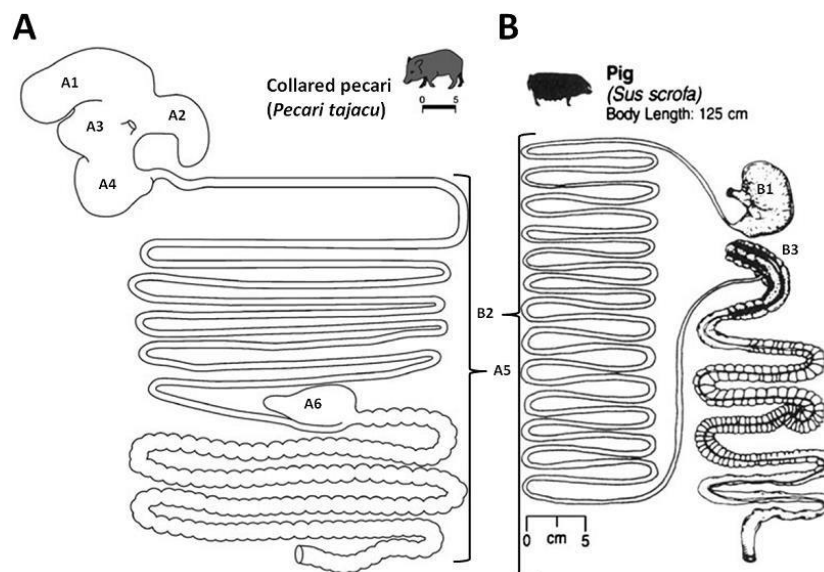 A
Collared pecari
(Pecari tajacu)
0 5
A1
A2
A3
A4
A5
A6
B
Pig
(Sus scrofa)
Body Length: 125 cm
B1
B3
B2
0 cm 5